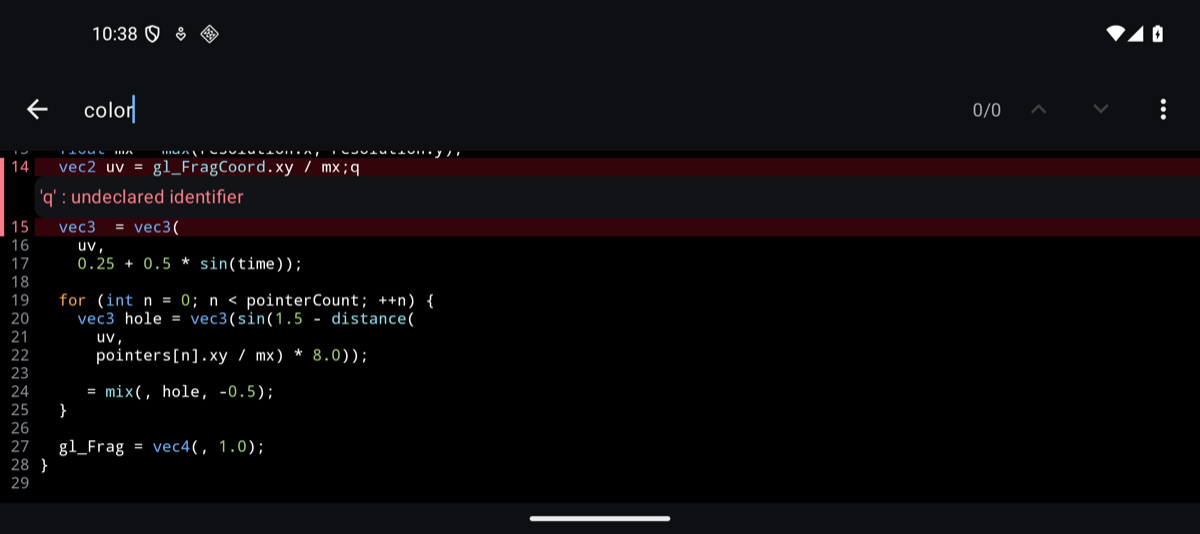 10:38
color
0/0
14 vec2 uv = gl_FragCoord.xy / mx;q
'q' : undeclared identifier
15 vec3  = vec3(
16 uv,
17 0.25 + 0.5 * sin(time));
18
19 for (int n = 0; n < pointerCount; ++n) {
20 vec3 hole = vec3(sin(1.5 - distance(
21 uv,
22 pointers[n].xy / mx) * 8.0));
23
24 = mix(, hole, -0.5);
25 }
26
27 gl_Frag = vec4(, 1.0);
28 }
29